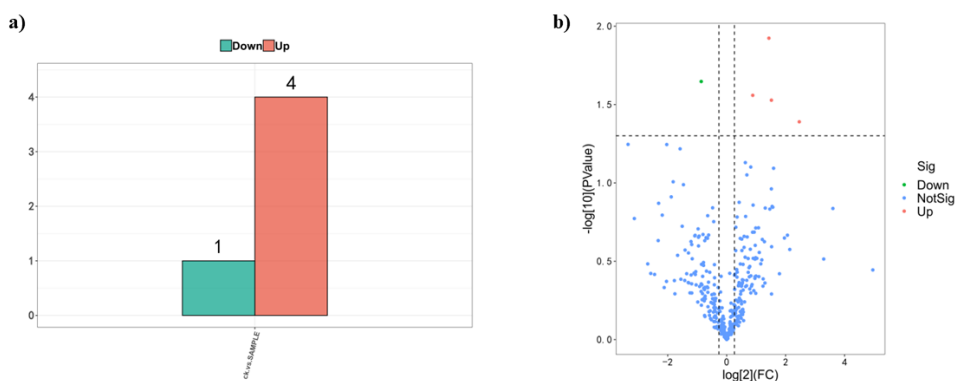 a)
Down Up
4
3
2
1
0
1
4
ck.vs.SAMPLE
b)
2.0
1.5
1.0
0.5
0.0
-log[10](PValue)
−2 0 2 4
log[2](FC)
Sig
Down
NotSig
Up